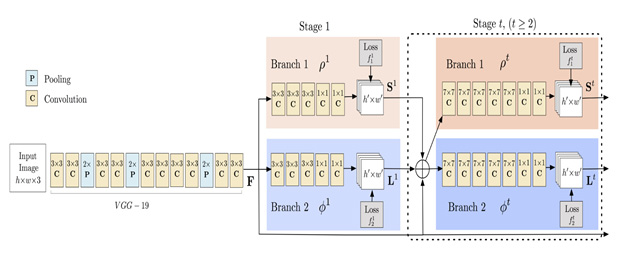 Stage 1
Stage t, (t ≥ 2)
Branch 1 ρ¹
Loss
f₁¹
3×3 3×3 3×3 1×1 1×1
C C C C C
h'×w'
S¹
Branch 1 ρᵗ
Loss
f₁ᵗ
7×7 7×7 7×7 7×7 7×7 1×1 1×1
C C C C C C C
h'×w'
Sᵗ
P Pooling
C Convolution
Input
Image
h×w×3
3×3 3×3 2× 3×3 3×3 2× 3×3 3×3 3×3 3×3 2× 3×3 3×3
C C P C C P C C C C P C C
VGG − 19
F
3×3 3×3 3×3 1×1 1×1
C C C C C
h'×w'
L¹
Branch 2 ϕ¹
Loss
f₂¹
7×7 7×7 7×7 7×7 7×7 1×1 1×1
C C C C C C C
h'×w'
Lᵗ
Branch 2 ϕᵗ
Loss
f₂ᵗ